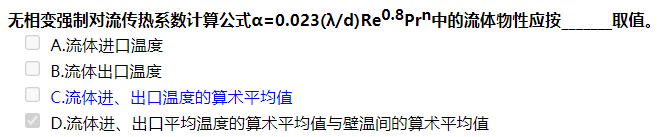 无相变强制对流传热系数计算公式α=0.023(λ/d)Re0.8Prn中的流体物性应按_______取值。
A.流体进口温度
B.流体出口温度
C.流体进、出口温度的算术平均值
D.流体进、出口平均温度的算术平均值与壁温间的算术平均值